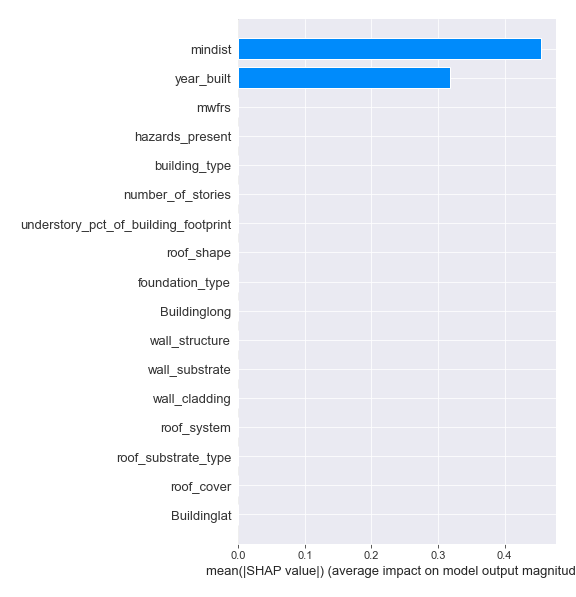 mindist
year_built
mwfrs
hazards_present
building_type
number_of_stories
understory_pct_of_building_footprint
roof_shape
foundation_type
Buildinglong
wall_structure
wall_substrate
wall_cladding
roof_system
roof_substrate_type
roof_cover
Buildinglat
0.0 0.1 0.2 0.3 0.4
mean(|SHAP value|) (average impact on model output magnitud